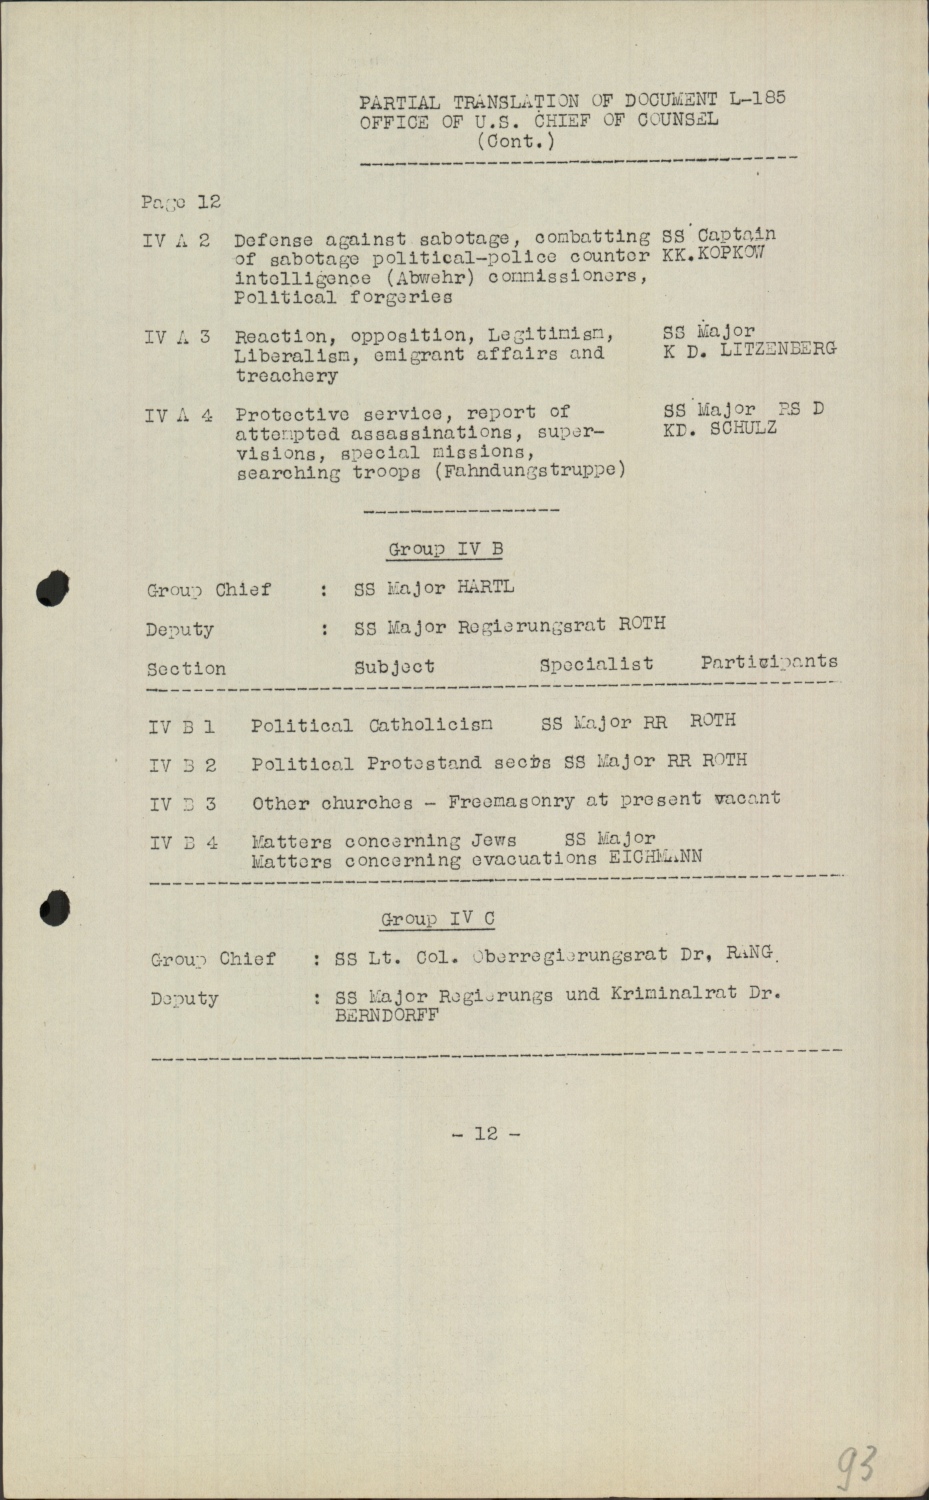 PARTIAL TRANSLATION OF DOCUMENT L-185
OFFICE OF U.S. CHIEF OF COUNSEL
(Cont.)
Page 12
IV A 2 Defense against sabotage, combatting SS Captain
of sabotage political-police counter KK.KOPKOW
intelligence (Abwehr) commissioners,
Political forgeries
IV A 3 Reaction, opposition, Legitimism, SS Major
Liberalism, emigrant affairs and K D. LITZENBERG
treachery
IV A 4 Protective service, report of SS Major RS D
attempted assassinations, super- KD. SCHULZ
visions, special missions,
searching troops (Fahndungstruppe)
Group IV B
Group Chief : SS Major HARTL
Deputy : SS Major Regierungsrat ROTH
Section Subject Specialist Participants
IV B 1 Political Catholicism SS Major RR ROTH
IV B 2 Political Protestand sects SS Major RR ROTH
IV B 3 Other churches - Freemasonry at present vacant
IV B 4 Matters concerning Jews SS Major
Matters concerning evacuations EICHMANN
Group IV C
Group Chief : SS Lt. Col. Oberregierungsrat Dr, RANG.
Deputy : SS Major Regierungs und Kriminalrat Dr.
BERNDORFF
- 12 -
93